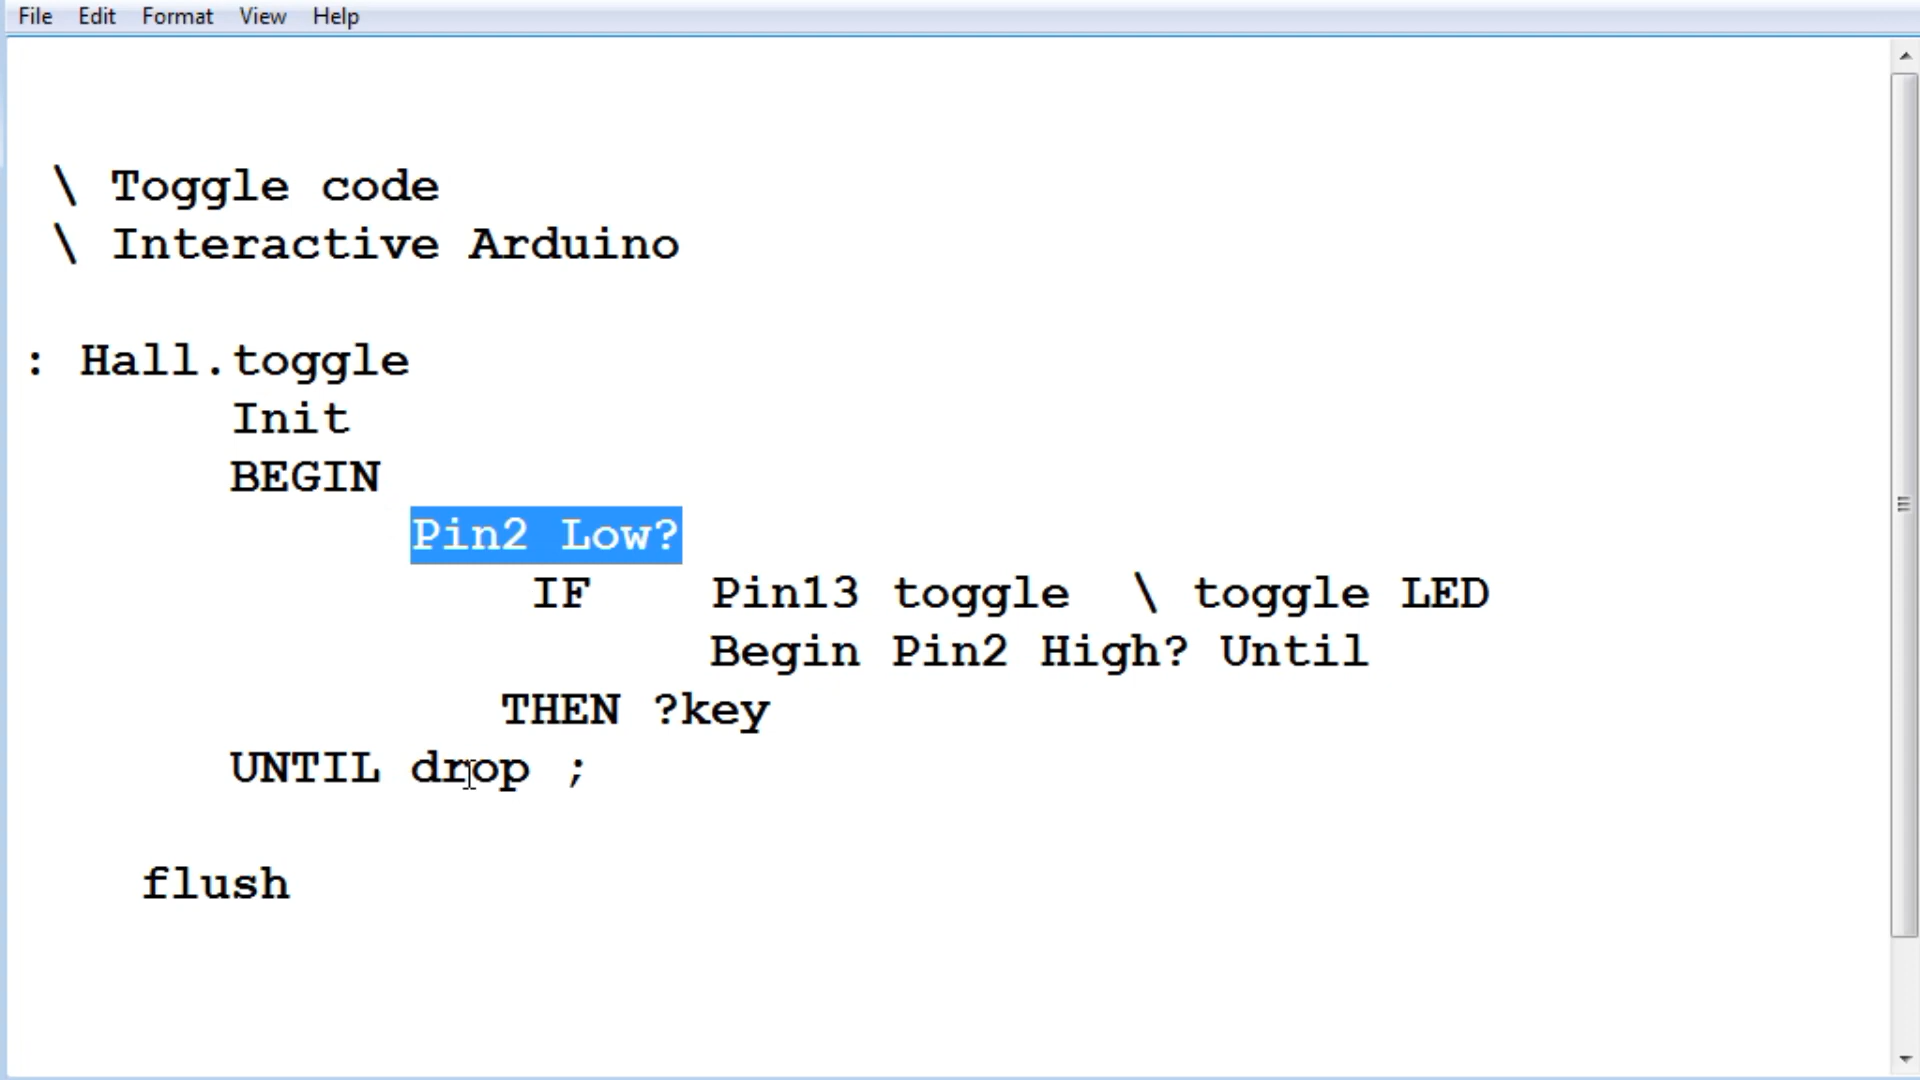 File Edit Format View Help
\ Toggle code
\ Interactive Arduino
: Hall.toggle
Init
BEGIN
Pin2 Low?
IF Pin13 toggle \ toggle LED
Begin Pin2 High? Until
THEN ?key
UNTIL drop ;
flush